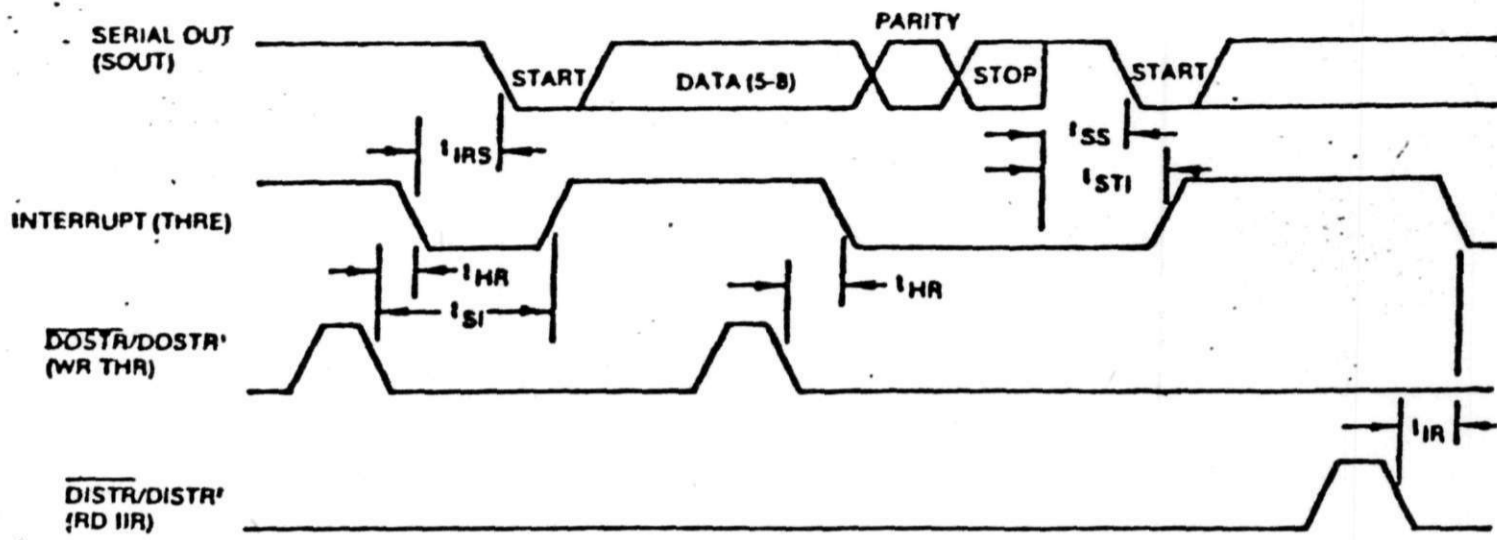 PARITY
SERIAL OUT
(SOUT)
START
DATA (5-8)
STOP
START
tIRS
tSS
tSTI
INTERRUPT (THRE)
tHR
tHR
tSI
DOSTR/DOSTR'
(WR THR)
tIR
DISTR/DISTR'
(RD IIR)